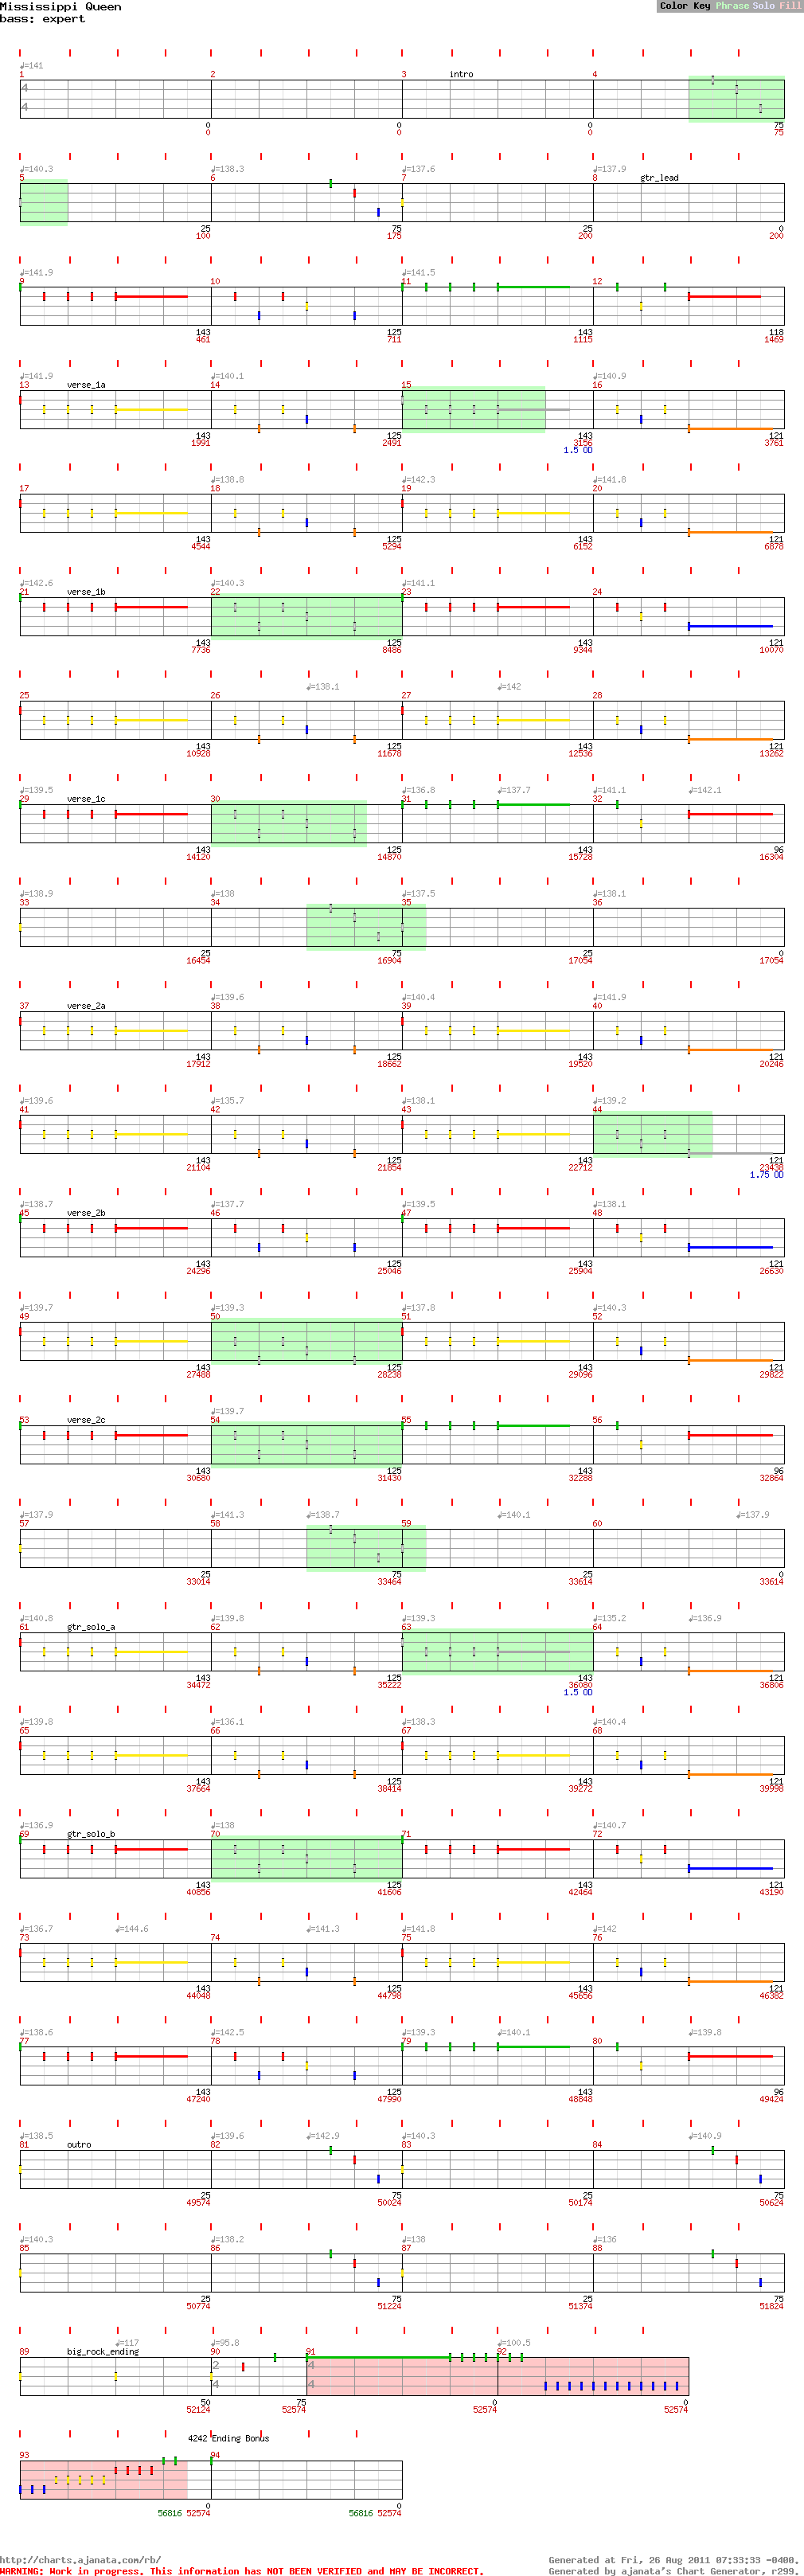 Mississippi Queen
Color Key Phrase Solo Fill
bass: expert
♩=141
1 2 3 intro 4
4
4
0 0 0 75
0 0 0 75
♩=140.3 ♩=138.3 ♩=137.6 ♩=137.9
5 6 7 8 gtr_lead
25 75 25 0
100 175 200 200
♩=141.9 ♩=141.5
9 10 11 12
143 125 143 118
461 711 1115 1469
♩=141.9 ♩=140.1 ♩=140.9
13 verse_1a 14 15 16
143 125 143 121
1991 2491 3156 3761
1.5 OD
♩=138.8 ♩=142.3 ♩=141.8
17 18 19 20
143 125 143 121
4544 5294 6152 6878
♩=142.6 ♩=140.3 ♩=141.1
21 verse_1b 22 23 24
143 125 143 121
7736 8486 9344 10070
♩=138.1 ♩=142
25 26 27 28
143 125 143 121
10928 11678 12536 13262
♩=139.5 ♩=136.8 ♩=137.7 ♩=141.1 ♩=142.1
29 verse_1c 30 31 32
143 125 143 96
14120 14870 15728 16304
♩=138.9 ♩=138 ♩=137.5 ♩=138.1
33 34 35 36
25 75 25 0
16454 16904 17054 17054
♩=139.6 ♩=140.4 ♩=141.9
37 verse_2a 38 39 40
143 125 143 121
17912 18662 19520 20246
♩=139.6 ♩=135.7 ♩=138.1 ♩=139.2
41 42 43 44
143 125 143 121
21104 21854 22712 23438
1.75 OD
♩=138.7 ♩=137.7 ♩=139.5 ♩=138.1
45 verse_2b 46 47 48
143 125 143 121
24296 25046 25904 26630
♩=139.7 ♩=139.3 ♩=137.8 ♩=140.3
49 50 51 52
143 125 143 121
27488 28238 29096 29822
♩=139.7
53 verse_2c 54 55 56
143 125 143 96
30680 31430 32288 32864
♩=137.9 ♩=141.3 ♩=138.7 ♩=140.1 ♩=137.9
57 58 59 60
25 75 25 0
33014 33464 33614 33614
♩=140.8 ♩=139.8 ♩=139.3 ♩=135.2 ♩=136.9
61 gtr_solo_a 62 63 64
143 125 143 121
34472 35222 36080 36806
1.5 OD
♩=139.8 ♩=136.1 ♩=138.3 ♩=140.4
65 66 67 68
143 125 143 121
37664 38414 39272 39998
♩=136.9 ♩=138 ♩=140.7
69 gtr_solo_b 70 71 72
143 125 143 121
40856 41606 42464 43190
♩=136.7 ♩=144.6 ♩=141.3 ♩=141.8 ♩=142
73 74 75 76
143 125 143 121
44048 44798 45656 46382
♩=138.6 ♩=142.5 ♩=139.3 ♩=140.1 ♩=139.8
77 78 79 80
143 125 143 96
47240 47990 48848 49424
♩=138.5 ♩=139.6 ♩=142.9 ♩=140.3 ♩=140.9
81 outro 82 83 84
25 75 25 75
49574 50024 50174 50624
♩=140.3 ♩=138.2 ♩=138 ♩=136
85 86 87 88
25 75 25 75
50774 51224 51374 51824
♩=117 ♩=95.8 ♩=100.5
89 big_rock_ending 90 91 92
2 4
4 4
50 75 0 0
52124 52574 52574 52574
4242 Ending Bonus
93 94
0 0
56816 52574 56816 52574
http://charts.ajanata.com/rb/
Generated at Fri, 26 Aug 2011 07:33:33 -0400.
WARNING: Work in progress. This information has NOT BEEN VERIFIED and MAY BE INCORRECT.
Generated by ajanata's Chart Generator, r299.